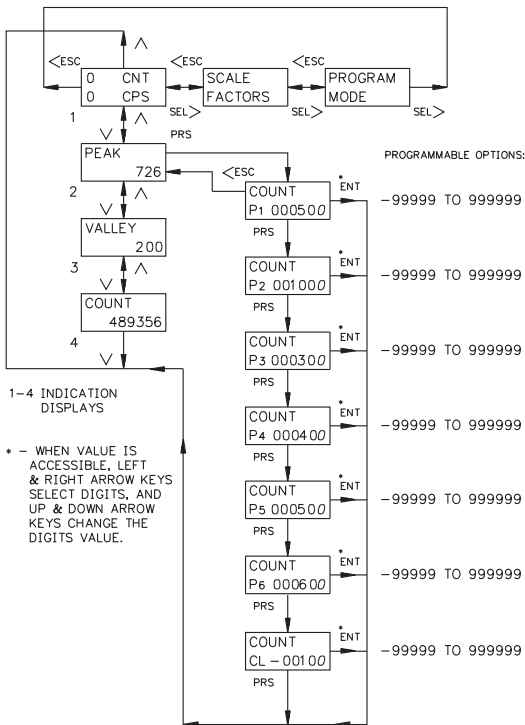 <ESC
<ESC
<ESC
0 CNT
0 CPS
SCALE
FACTORS
PROGRAM
MODE
SEL>
SEL>
SEL>
1
PRS
PEAK
726
<ESC
PROGRAMMABLE OPTIONS:
2
COUNT
P1 000500
*ENT
-99999 TO 999999
PRS
VALLEY
200
3
COUNT
P2 001000
*ENT
-99999 TO 999999
PRS
COUNT
489356
4
COUNT
P3 000300
*ENT
-99999 TO 999999
PRS
1-4 INDICATION
DISPLAYS
COUNT
P4 000400
*ENT
-99999 TO 999999
PRS
* - WHEN VALUE IS
ACCESSIBLE, LEFT
& RIGHT ARROW KEYS
SELECT DIGITS, AND
UP & DOWN ARROW
KEYS CHANGE THE
DIGITS VALUE.
COUNT
P5 000500
*ENT
-99999 TO 999999
PRS
COUNT
P6 000600
*ENT
-99999 TO 999999
PRS
COUNT
CL -00100
*ENT
-99999 TO 999999
PRS